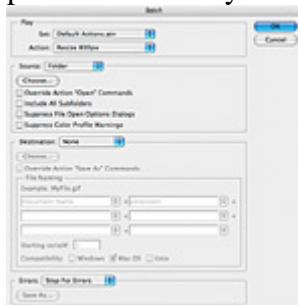 Batch
Play
Set: Default Actions.atn
Action: Resize 800px
OK
Cancel
Source: Folder
Choose...
Override Action "Open" Commands
Include All Subfolders
Suppress File Open Options Dialogs
Suppress Color Profile Warnings
Destination: None
Choose...
Override Action "Save As" Commands
File Naming
Example: MyFile.gif
Document Name + extension +
+ +
+
Starting serial#:
Compatibility: Windows Mac OS Unix
Errors: Stop For Errors
Save As...